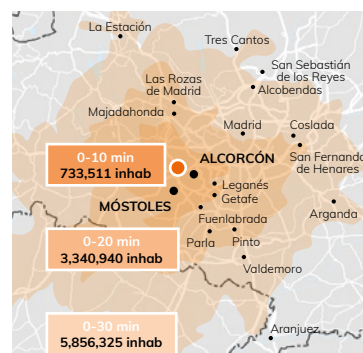 La Estación
Tres Cantos
San Sebastián
de los Reyes
Alcobendas
Las Rozas
de Madrid
Majadahonda
Madrid
Coslada
San Fernando
de Henares
0-10 min
733,511 inhab
ALCORCÓN
MÓSTOLES
Leganés
Getafe
Fuenlabrada
Arganda
Parla
Pinto
Valdemoro
0-20 min
3,340,940 inhab
0-30 min
5,856,325 inhab
Aranjuez